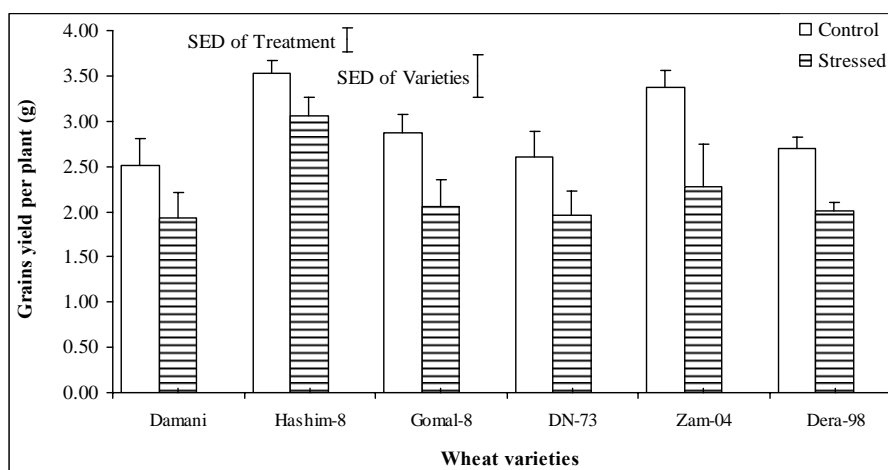 4.00
3.50
3.00
2.50
2.00
1.50
1.00
0.50
0.00
Grains yield per plant (g)
SED of Treatment
SED of Varieties
Control
Stressed
Damani Hashim-8 Gomal-8 DN-73 Zam-04 Dera-98
Wheat varieties